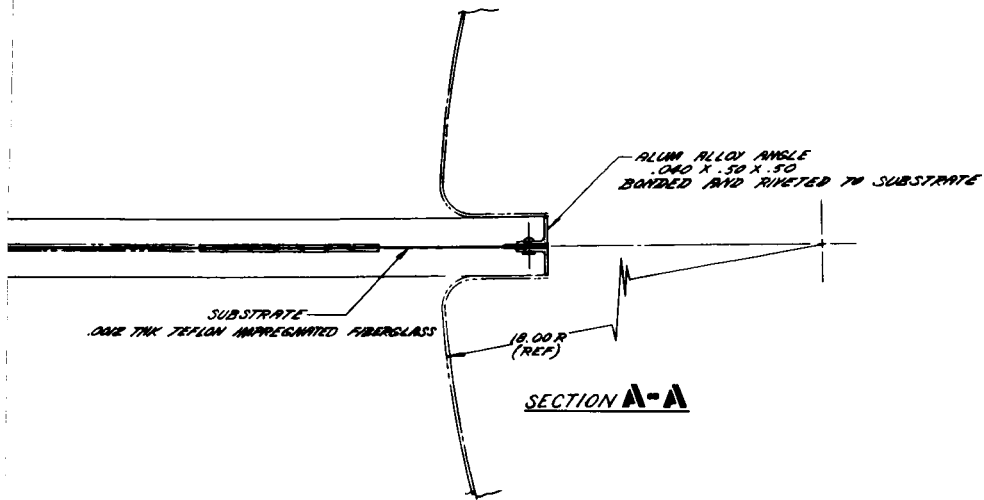 ALUM ALLOY ANGLE
.040 X .50 X .50
BONDED AND RIVETED TO SUBSTRATE
SUBSTRATE
THK TEFLON IMPREGNATED FIBERGLASS
18.00 R
(REF)
SECTION A-A